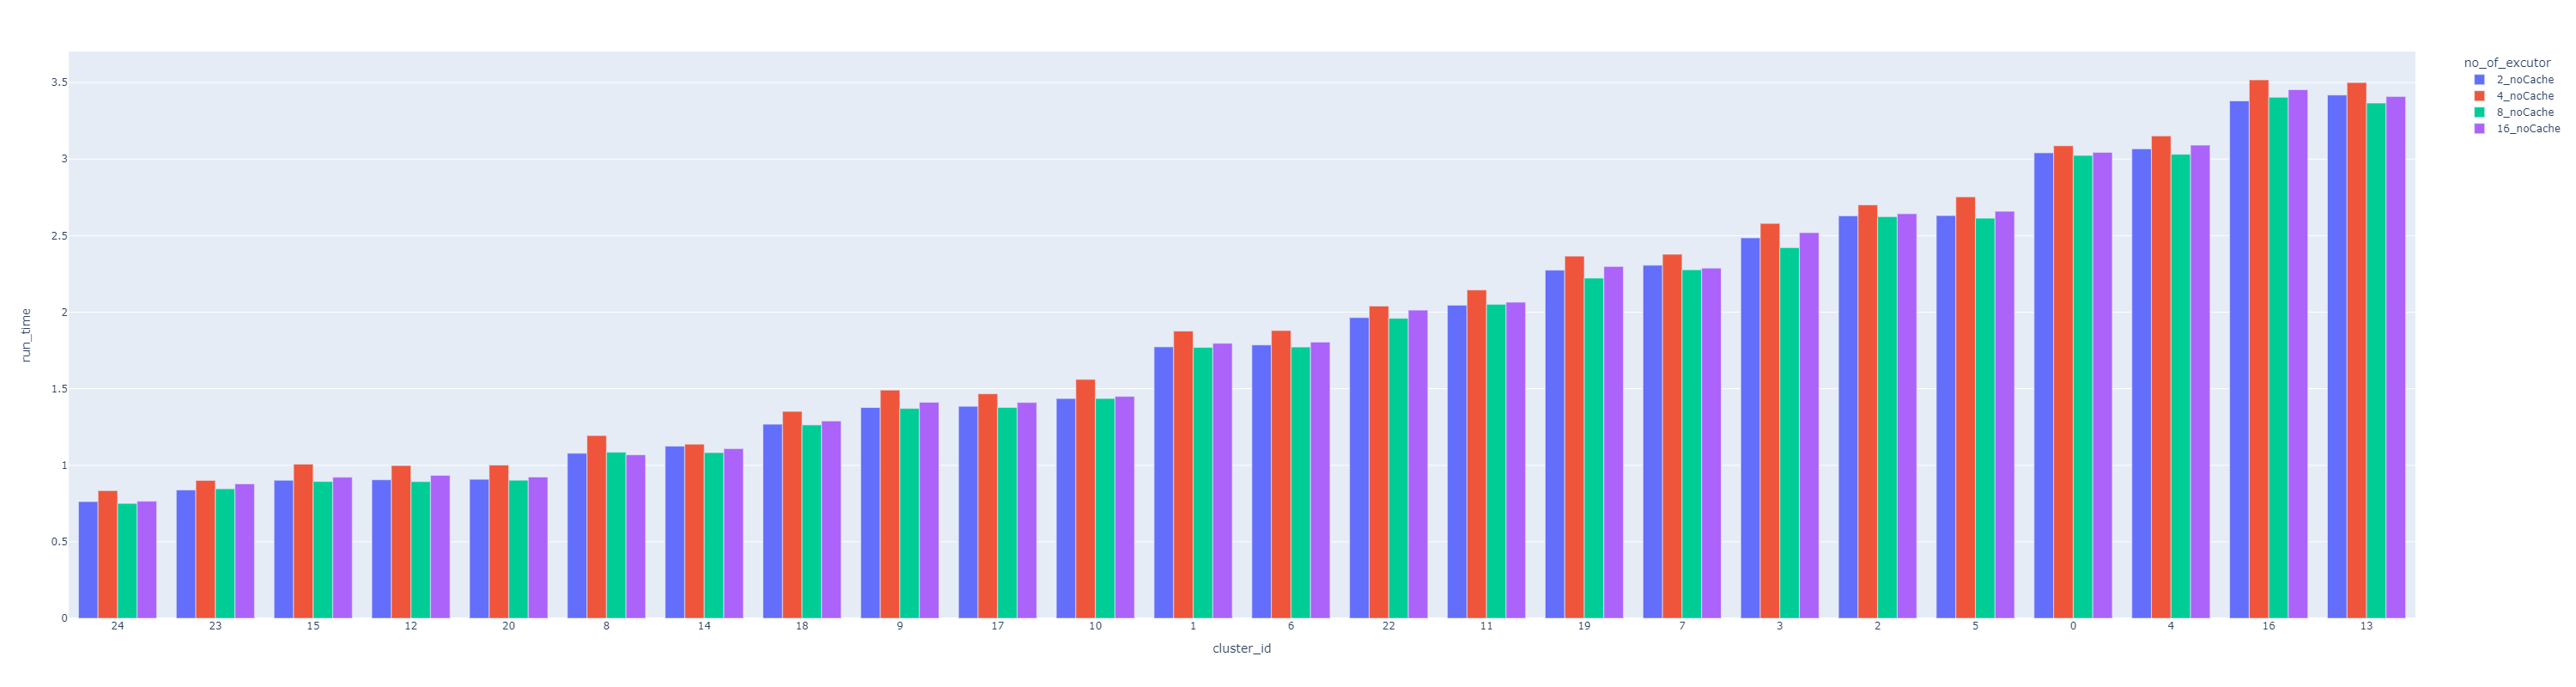 no_of_excutor
2_noCache
4_noCache
8_noCache
16_noCache
3.5
3
2.5
2
1.5
1
0.5
0
run_time
24 23 15 12 20 8 14 18 9 17 10 1 6 22 11 19 7 3 2 5 0 4 16 13
cluster_id